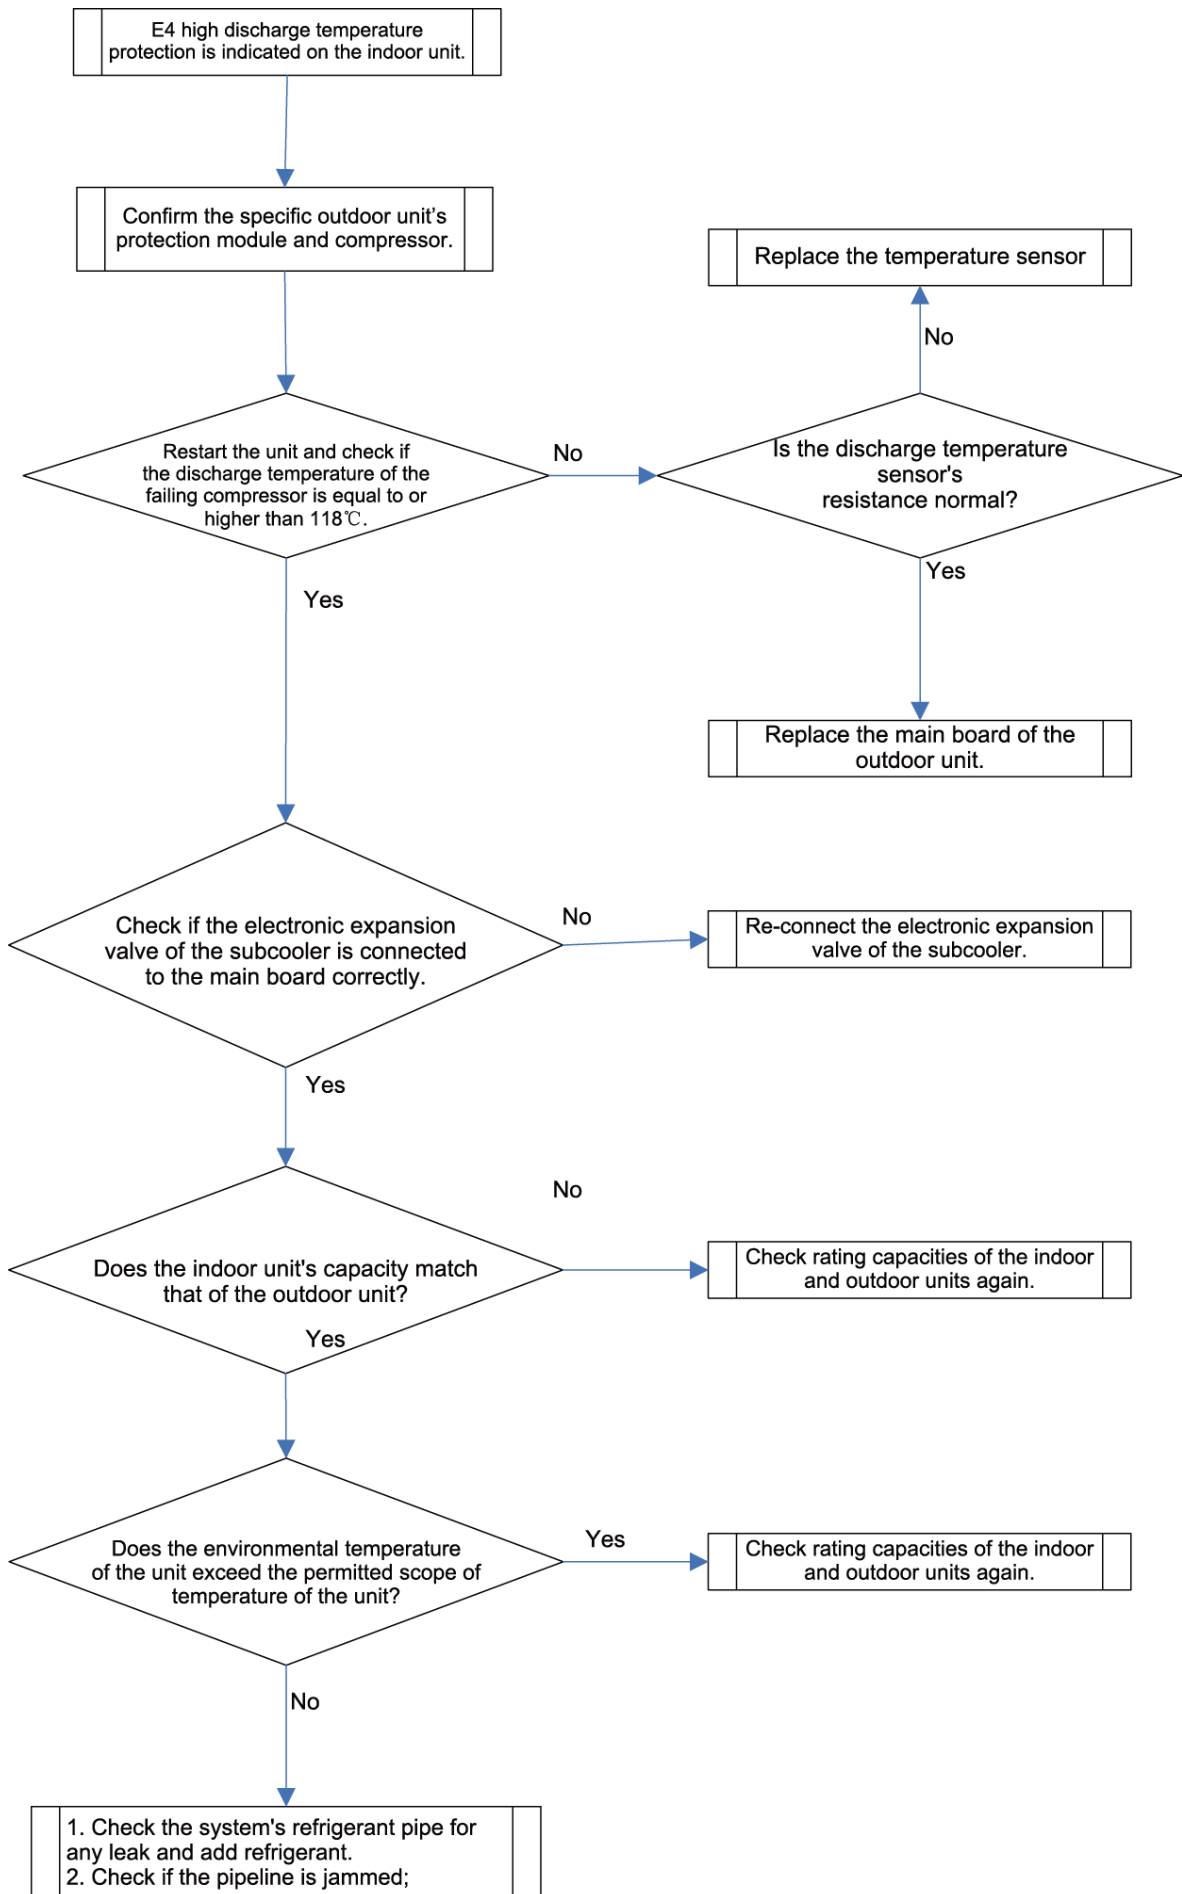 E4 high discharge temperature
protection is indicated on the indoor unit.
Confirm the specific outdoor unit's
protection module and compressor.
Replace the temperature sensor
No
Restart the unit and check if
the discharge temperature of the
failing compressor is equal to or
higher than 118℃.
No
Is the discharge temperature
sensor's
resistance normal?
Yes
Yes
Replace the main board of the
outdoor unit.
Check if the electronic expansion
valve of the subcooler is connected
to the main board correctly.
No
Re-connect the electronic expansion
valve of the subcooler.
Yes
No
Does the indoor unit's capacity match
that of the outdoor unit?
Check rating capacities of the indoor
and outdoor units again.
Yes
Does the environmental temperature
of the unit exceed the permitted scope of
temperature of the unit?
Yes
Check rating capacities of the indoor
and outdoor units again.
No
1. Check the system's refrigerant pipe for
any leak and add refrigerant.
2. Check if the pipeline is jammed;